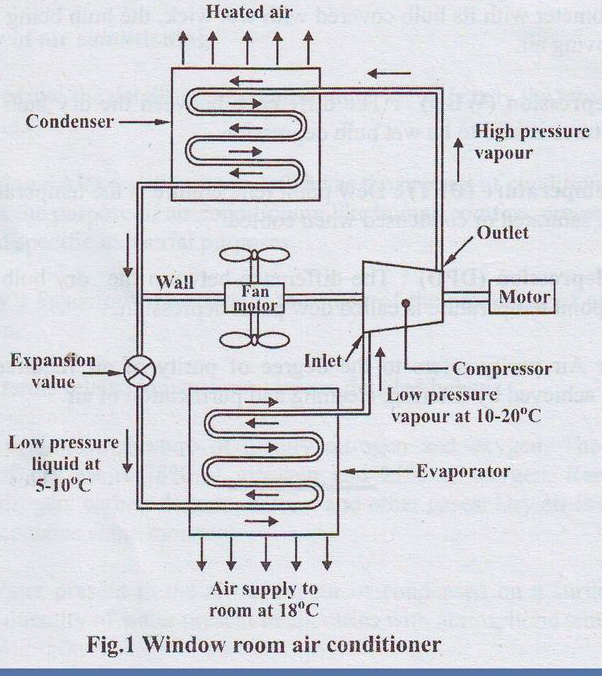 Heated air
Condenser
High pressure
vapour
Outlet
Wall
Fan
motor
Motor
Inlet
Expansion
value
Compressor
Low pressure
vapour at 10-20°C
Low pressure
liquid at
5-10°C
Evaporator
Air supply to
room at 18°C
Fig.1 Window room air conditioner